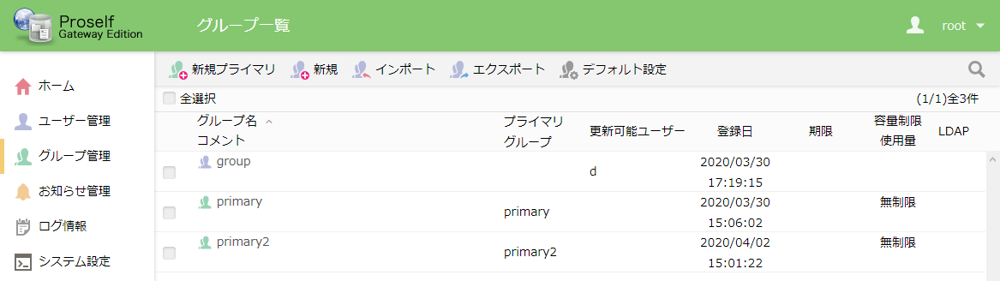 Proself
Gateway Edition
グループ一覧
root
ホーム
ユーザー管理
グループ管理
お知らせ管理
ログ情報
システム設定
新規プライマリ 新規 インポート エクスポート デフォルト設定
全選択 (1/1)全3件
グループ名
コメント
プライマリ
グループ
更新可能ユーザー
登録日
期限
容量制限
使用量
LDAP
group
d
2020/03/30
17:19:15
primary
primary
2020/03/30
15:06:02
無制限
primary2
primary2
2020/04/02
15:01:22
無制限